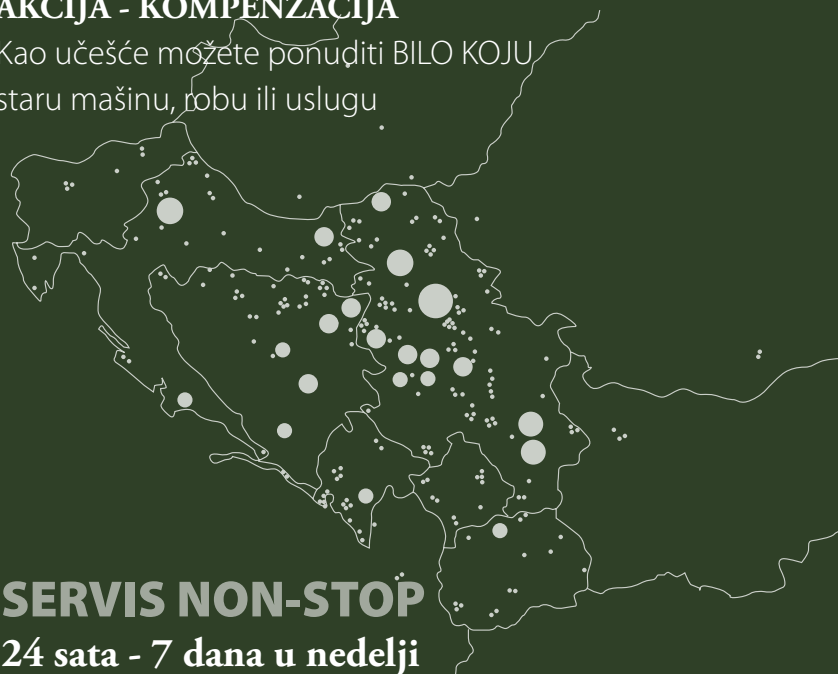 AKCIJA - KOMPENZACIJA
Kao učešće možete ponuditi BILO KOJU
staru mašinu, robu ili uslugu
SERVIS NON-STOP
24 sata - 7 dana u nedelji